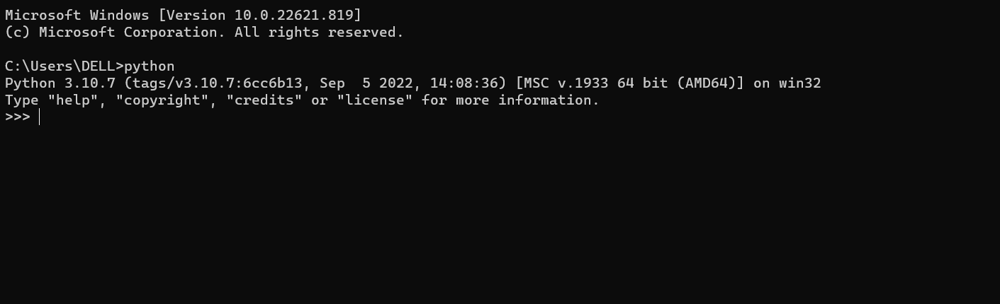 Microsoft Windows [Version 10.0.22621.819]
(c) Microsoft Corporation. All rights reserved.
C:\Users\DELL>python
Python 3.10.7 (tags/v3.10.7:6cc6b13, Sep  5 2022, 14:08:36) [MSC v.1933 64 bit (AMD64)] on win32
Type "help", "copyright", "credits" or "license" for more information.
>>>